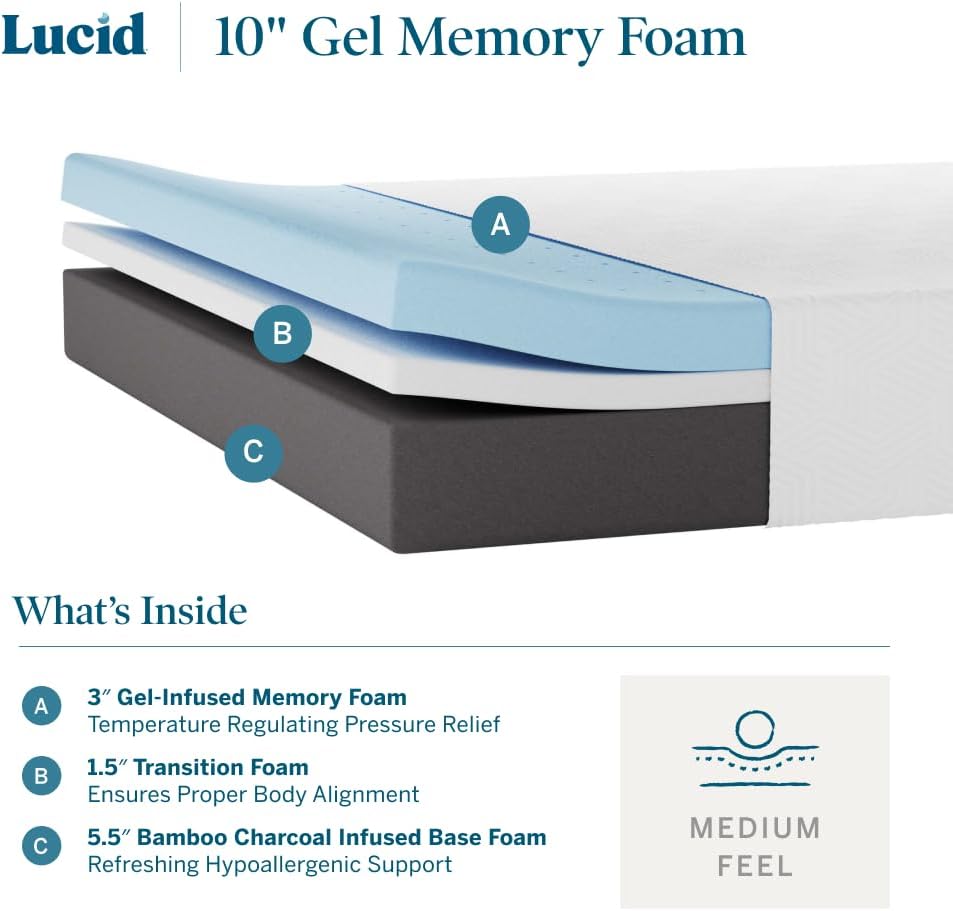 Lucid
10" Gel Memory Foam
A
B
C
What’s Inside
A
3″ Gel-Infused Memory Foam
Temperature Regulating Pressure Relief
B
1.5″ Transition Foam
Ensures Proper Body Alignment
C
5.5″ Bamboo Charcoal Infused Base Foam
Refreshing Hypoallergenic Support
MEDIUM
FEEL